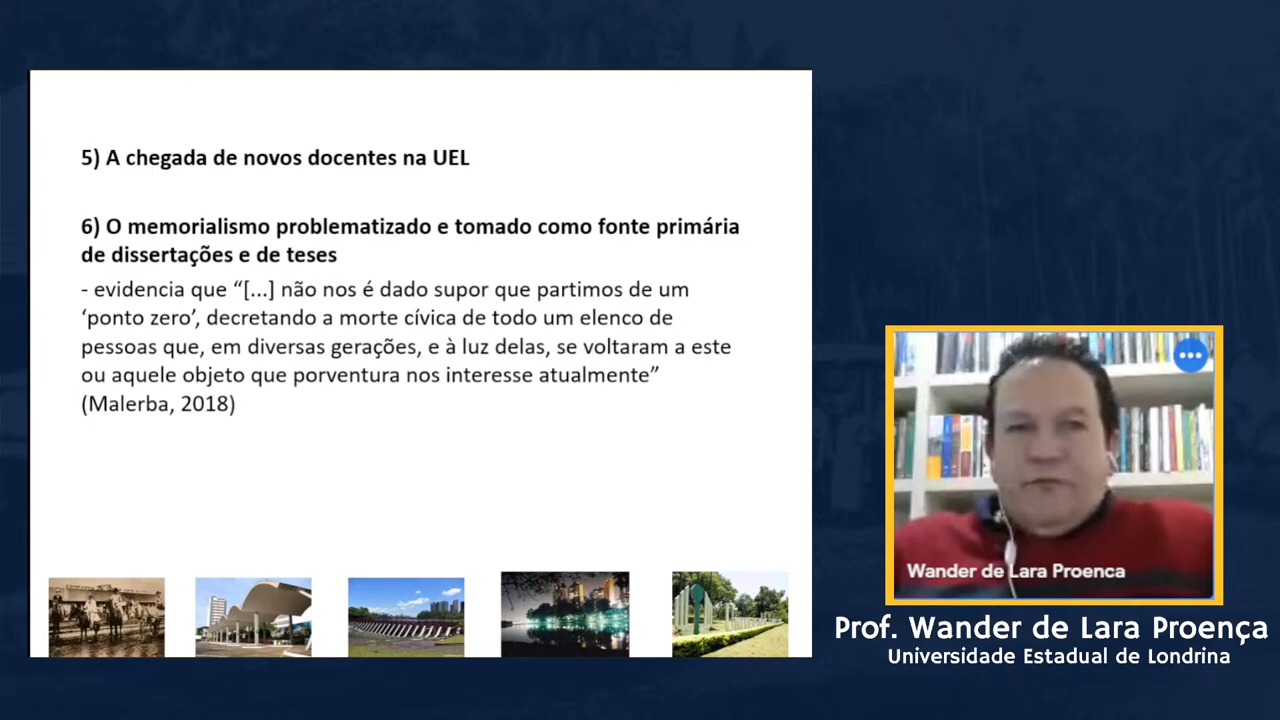 5) A chegada de novos docentes na UEL
6) O memorialismo problematizado e tomado como fonte primária
de dissertações e de teses
- evidencia que “[...] não nos é dado supor que partimos de um
‘ponto zero’, decretando a morte cívica de todo um elenco de
pessoas que, em diversas gerações, e à luz delas, se voltaram a este
ou aquele objeto que porventura nos interesse atualmente”
(Malerba, 2018)
Wander de Lara Proenca
Prof. Wander de Lara Proença
Universidade Estadual de Londrina